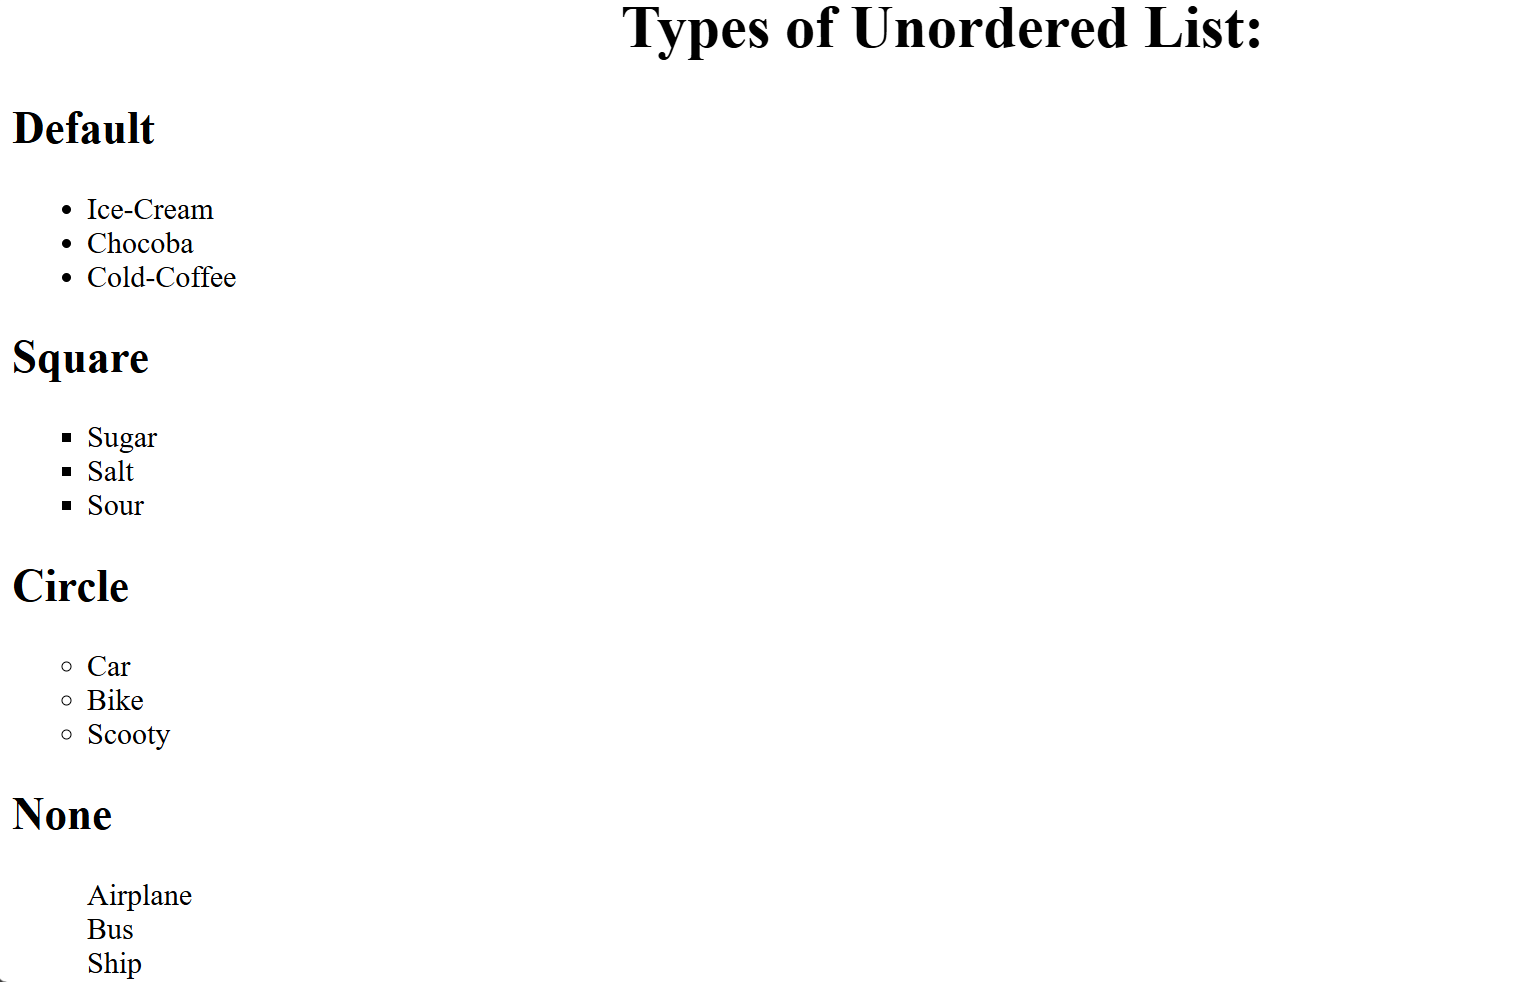 Types of Unordered List:
Default
• Ice-Cream
• Chocoba
• Cold-Coffee
Square
▪ Sugar
▪ Salt
▪ Sour
Circle
○ Car
○ Bike
○ Scooty
None
Airplane
Bus
Ship